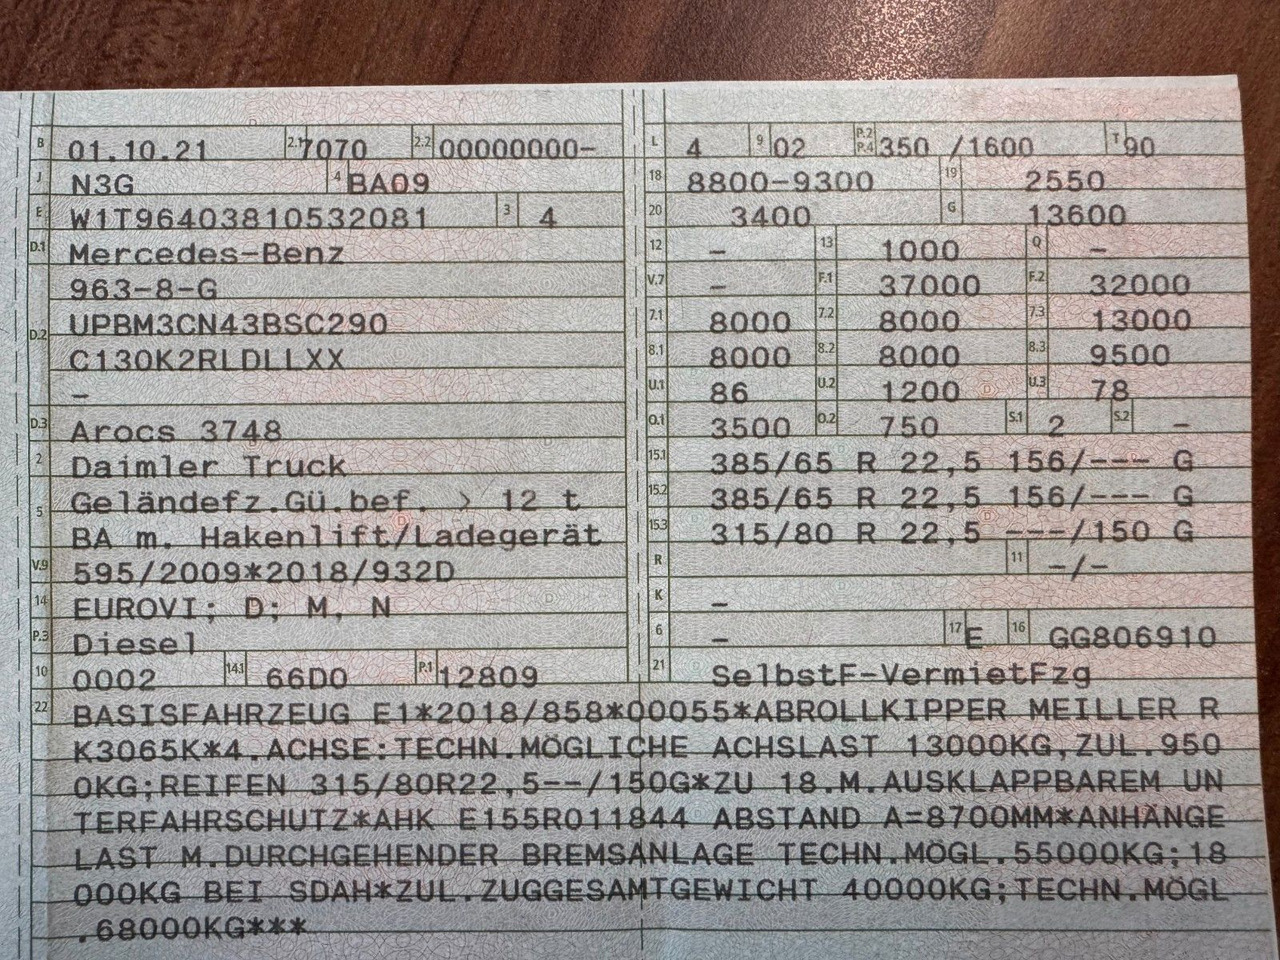 B 01.10.21 2.1 7070 2.2 00000000-
J N3G 4 BA09
E W1T96403810532081 3 4
D.1 Mercedes-Benz
963-8-G
D.2 UPBM3CN43BSC290
C130K2RLDLLXX
-
D.3 Arocs 3748
2 Daimler Truck
5 Geländefz.Gü.bef. > 12 t
BA m. Hakenlift/Ladegerät
V.9 595/2009*2018/932D
14 EUROVI; D; M, N
P.3 Diesel
10 0002 14.1 66D0 P.1 12809
L 4 9 02 P.2 P.4 350 /1600 T 90
18 8800-9300 19 2550
20 3400 G 13600
12 - 13 1000 Q -
V.7 - F.1 37000 F.2 32000
7.1 8000 7.2 8000 7.3 13000
8.1 8000 8.2 8000 8.3 9500
U.1 86 U.2 1200 U.3 78
O.1 3500 O.2 750 S.1 2 S.2 -
15.1 385/65 R 22,5 156/--- G
15.2 385/65 R 22,5 156/--- G
15.3 315/80 R 22,5 ---/150 G
R 11 -/-
K -
6 - 17 E 16 GG806910
21 SelbstF-VermietFzg
22 BASISFAHRZEUG E1*2018/858*00055*ABROLLKIPPER MEILLER R
K3065K*4.ACHSE:TECHN.MÖGLICHE ACHSLAST 13000KG,ZUL.950
0KG;REIFEN 315/80R22,5--/150G*ZU 18.M.AUSKLAPPBAREM UN
TERFAHRSCHUTZ*AHK E155R011844 ABSTAND A=8700MM*ANHÄNGE
LAST M.DURCHGEHENDER BREMSANLAGE TECHN.MÖGL.55000KG;18
000KG BEI SDAH*ZUL.ZUGGESAMTGEWICHT 40000KG;TECHN.MÖGL
.68000KG***